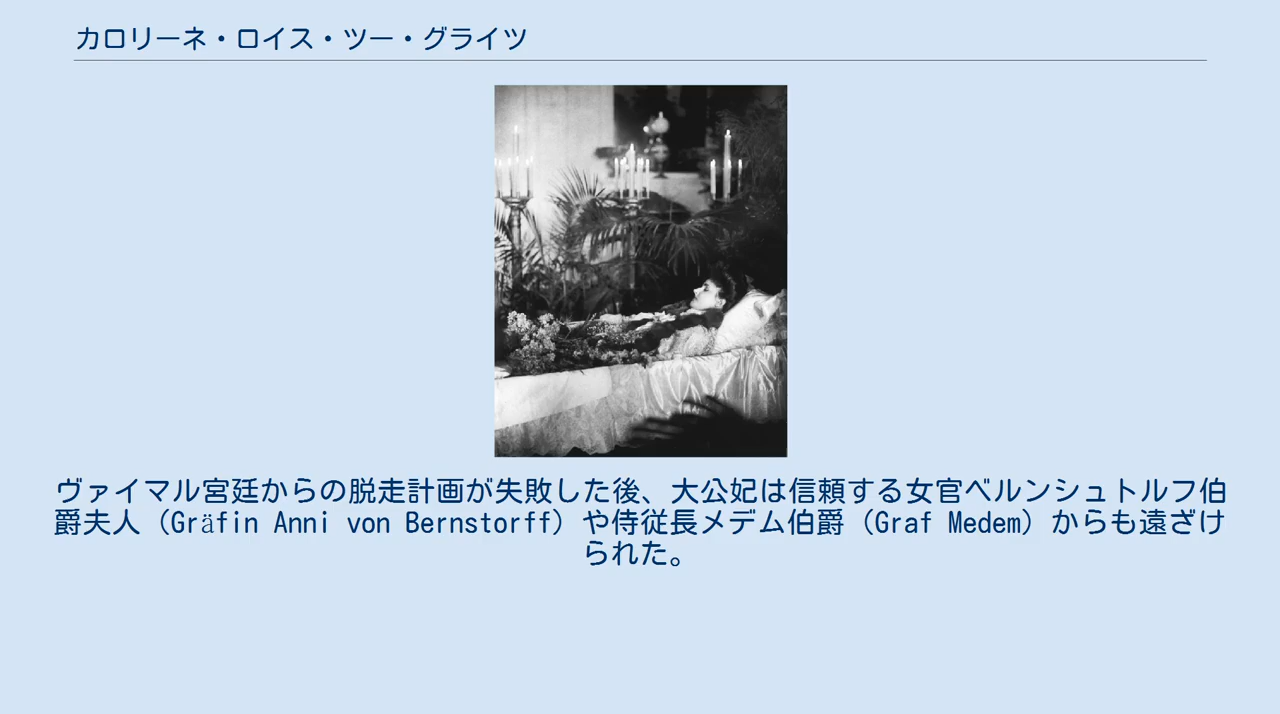 カロリーネ・ロイス・ツー・グライツ
ヴァイマル宮廷からの脱走計画が失敗した後、大公妃は信頼する女官ベルンシュトルフ伯
爵夫人（Gräfin Anni von Bernstorff）や侍従長メデム伯爵（Graf Medem）からも遠ざけ
られた。